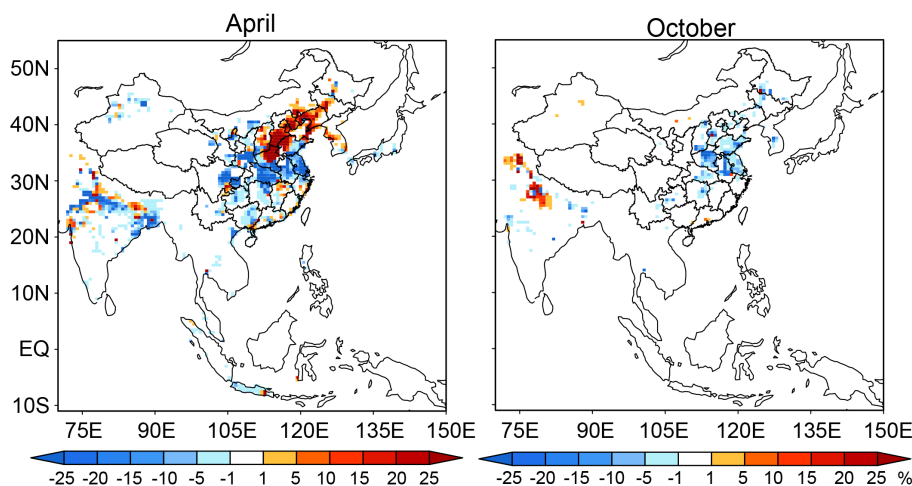 April
October
50N
40N
30N
20N
10N
EQ
10S
75E 90E 105E 120E 135E 150E
75E 90E 105E 120E 135E 150E
-25 -20 -15 -10 -5 -1 1 5 10 15 20 25
-25 -20 -15 -10 -5 -1 1 5 10 15 20 25 %